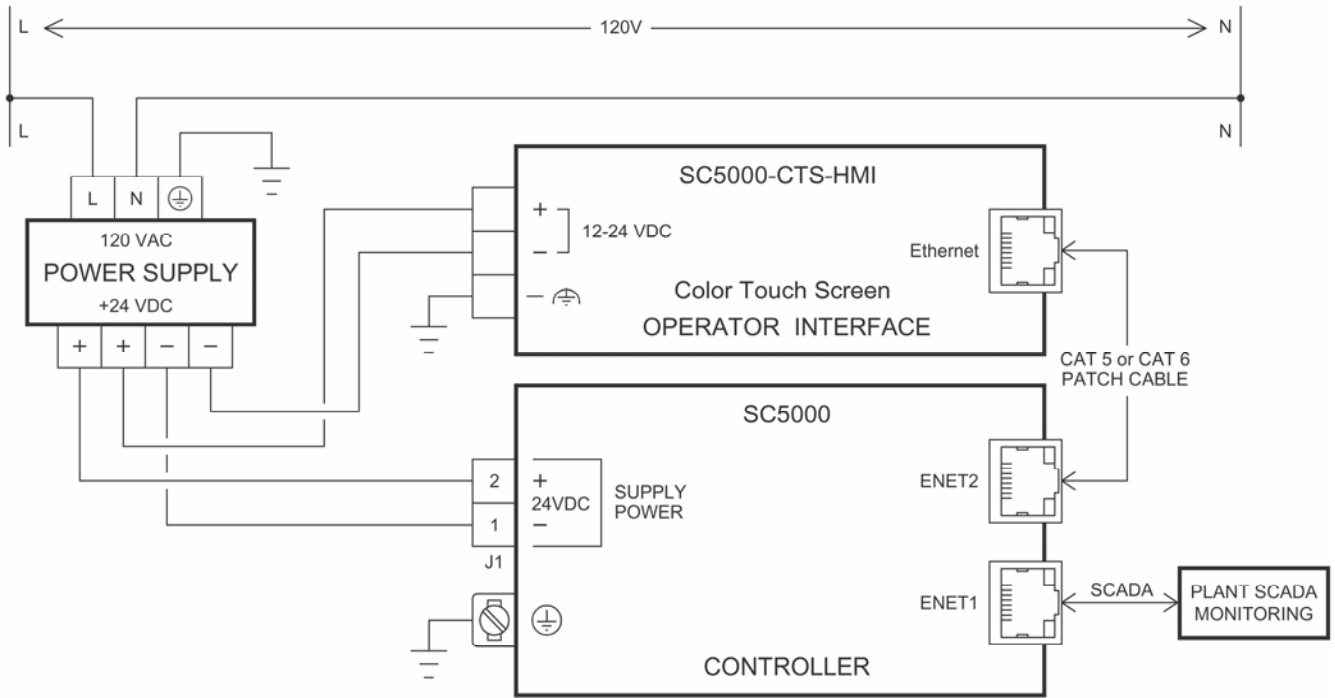 L 120V N
L N
L N
120 VAC
POWER SUPPLY
+24 VDC
+ + − −
SC5000-CTS-HMI
+
12-24 VDC
−
−
Ethernet
Color Touch Screen
OPERATOR INTERFACE
CAT 5 or CAT 6
PATCH CABLE
SC5000
2 +
24VDC
1 −
SUPPLY
POWER
J1
ENET2
ENET1
SCADA
PLANT SCADA
MONITORING
CONTROLLER